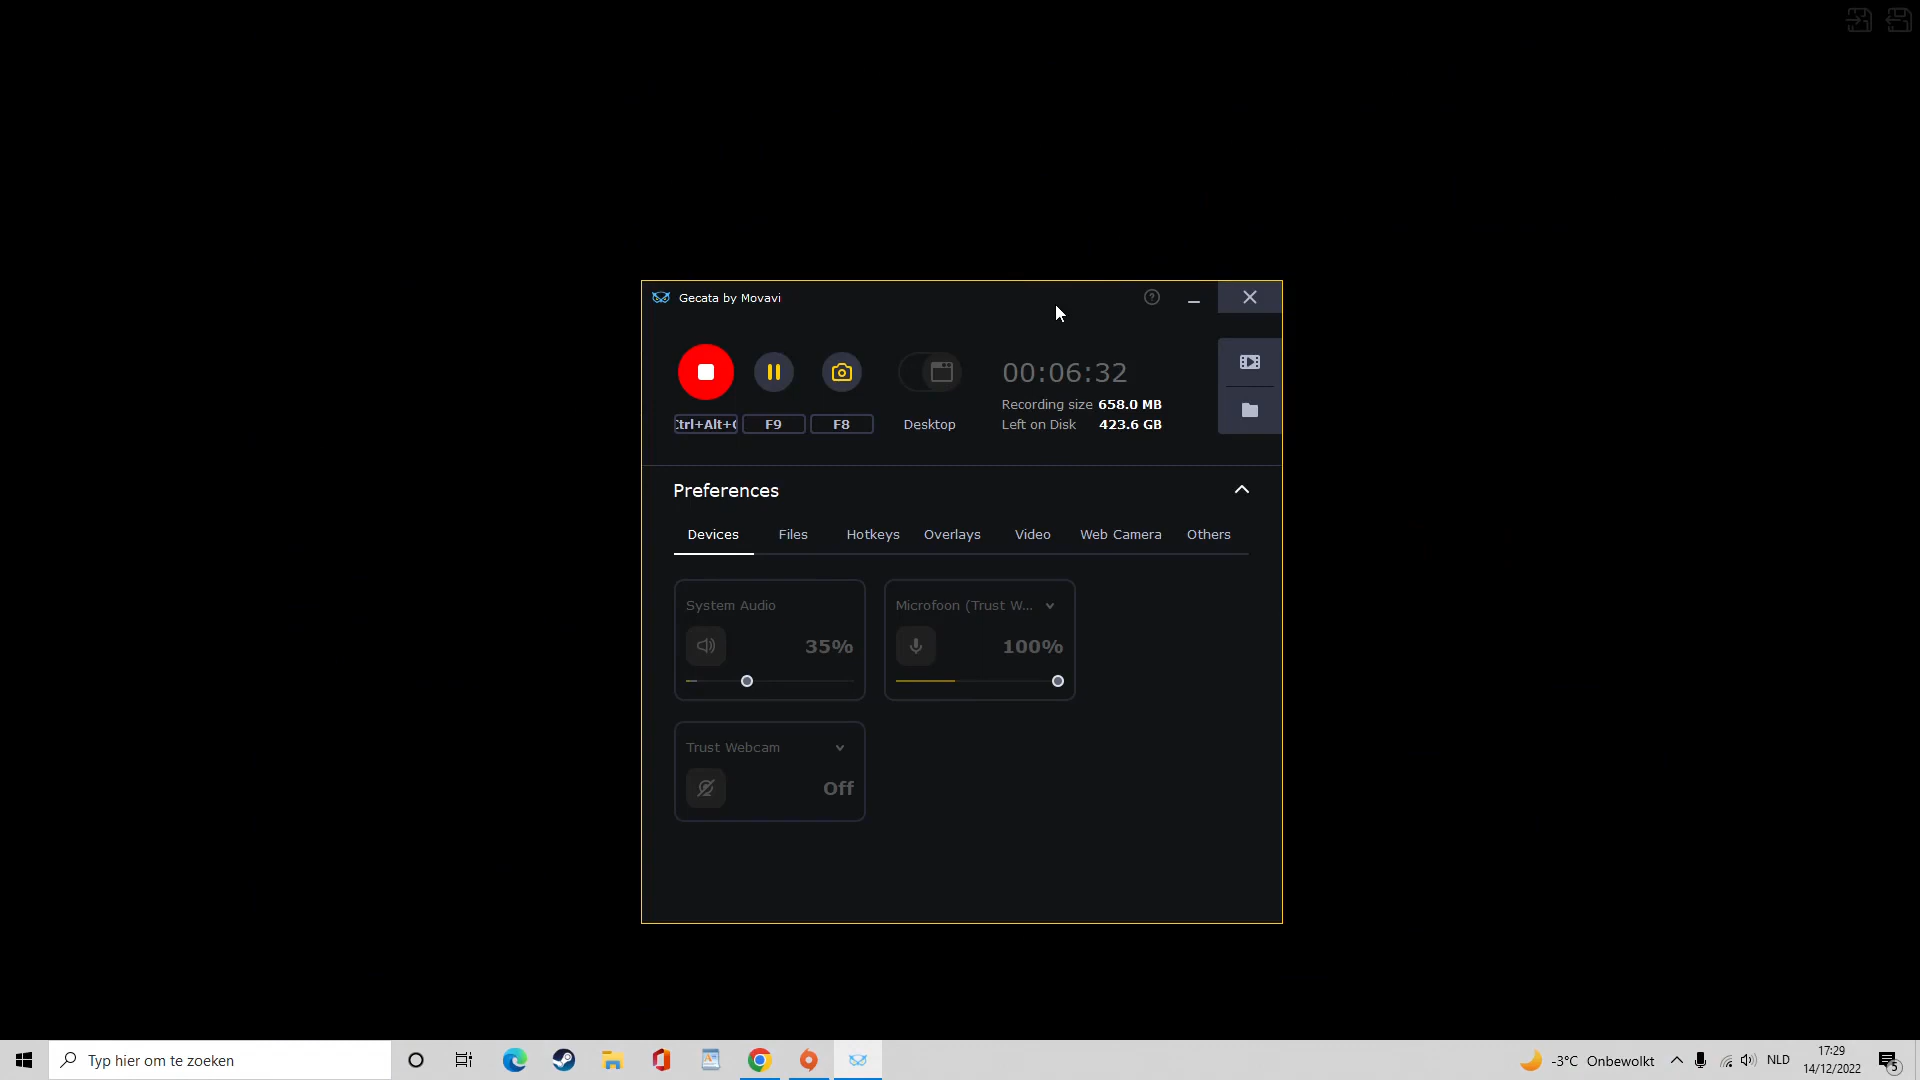 Gecata by Movavi
00:06:32
Recording size 658.0 MB
Left on Disk 423.6 GB
F9
F8
Desktop
Preferences
Devices Files Hotkeys Overlays Video Web Camera Others
System Audio
35%
Microfoon (Trust W...
100%
Trust Webcam
Off
Typ hier om te zoeken
-3°C Onbewolkt
NLD
17:29
14/12/2022
5